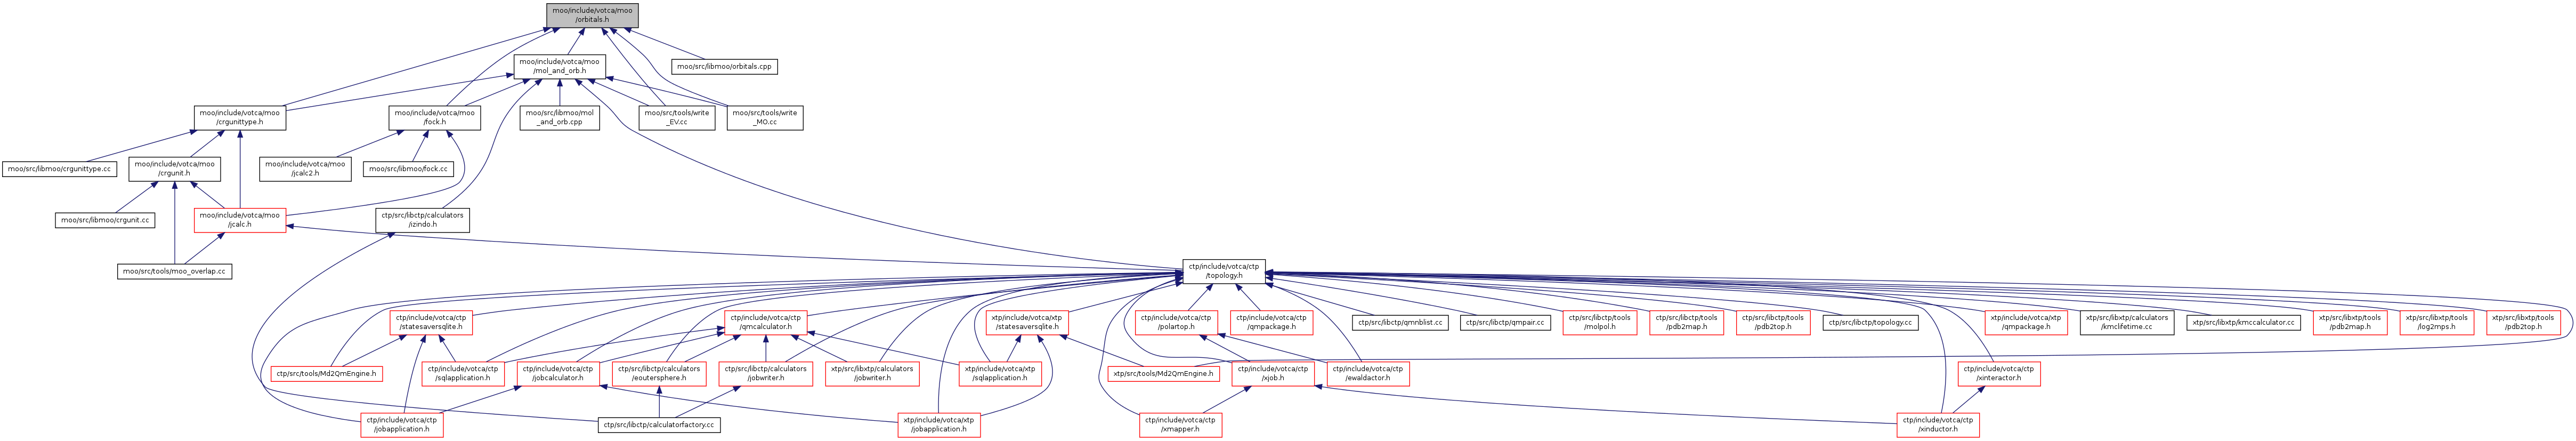 moo/include/votca/moo
/orbitals.h
moo/include/votca/moo
/mol_and_orb.h
moo/src/libmoo/orbitals.cpp
moo/include/votca/moo
/crgunittype.h
moo/include/votca/moo
/fock.h
moo/src/libmoo/mol
_and_orb.cpp
moo/src/tools/write
_EV.cc
moo/src/tools/write
_MO.cc
moo/src/libmoo/crgunittype.cc
moo/include/votca/moo
/crgunit.h
moo/include/votca/moo
/jcalc2.h
moo/src/libmoo/fock.cc
moo/src/libmoo/crgunit.cc
moo/include/votca/moo
/jcalc.h
ctp/src/libctp/calculators
/izindo.h
moo/src/tools/moo_overlap.cc
ctp/include/votca/ctp
/topology.h
ctp/include/votca/ctp
/statesaversqlite.h
ctp/include/votca/ctp
/qmcalculator.h
xtp/include/votca/xtp
/statesaversqlite.h
ctp/include/votca/ctp
/polartop.h
ctp/include/votca/ctp
/qmpackage.h
ctp/src/libctp/qmnblist.cc
ctp/src/libctp/qmpair.cc
ctp/src/libctp/tools
/molpol.h
ctp/src/libctp/tools
/pdb2map.h
ctp/src/libctp/tools
/pdb2top.h
ctp/src/libctp/topology.cc
xtp/include/votca/xtp
/qmpackage.h
xtp/src/libxtp/calculators
/kmclifetime.cc
xtp/src/libxtp/kmccalculator.cc
xtp/src/libxtp/tools
/pdb2map.h
xtp/src/libxtp/tools
/log2mps.h
xtp/src/libxtp/tools
/pdb2top.h
ctp/src/tools/Md2QmEngine.h
ctp/include/votca/ctp
/sqlapplication.h
ctp/include/votca/ctp
/jobcalculator.h
ctp/src/libctp/calculators
/eoutersphere.h
ctp/src/libctp/calculators
/jobwriter.h
xtp/src/libxtp/calculators
/jobwriter.h
xtp/include/votca/xtp
/sqlapplication.h
xtp/src/tools/Md2QmEngine.h
ctp/include/votca/ctp
/xjob.h
ctp/include/votca/ctp
/ewaldactor.h
ctp/include/votca/ctp
/xinteractor.h
ctp/include/votca/ctp
/jobapplication.h
ctp/src/libctp/calculatorfactory.cc
xtp/include/votca/xtp
/jobapplication.h
ctp/include/votca/ctp
/xmapper.h
ctp/include/votca/ctp
/xinductor.h